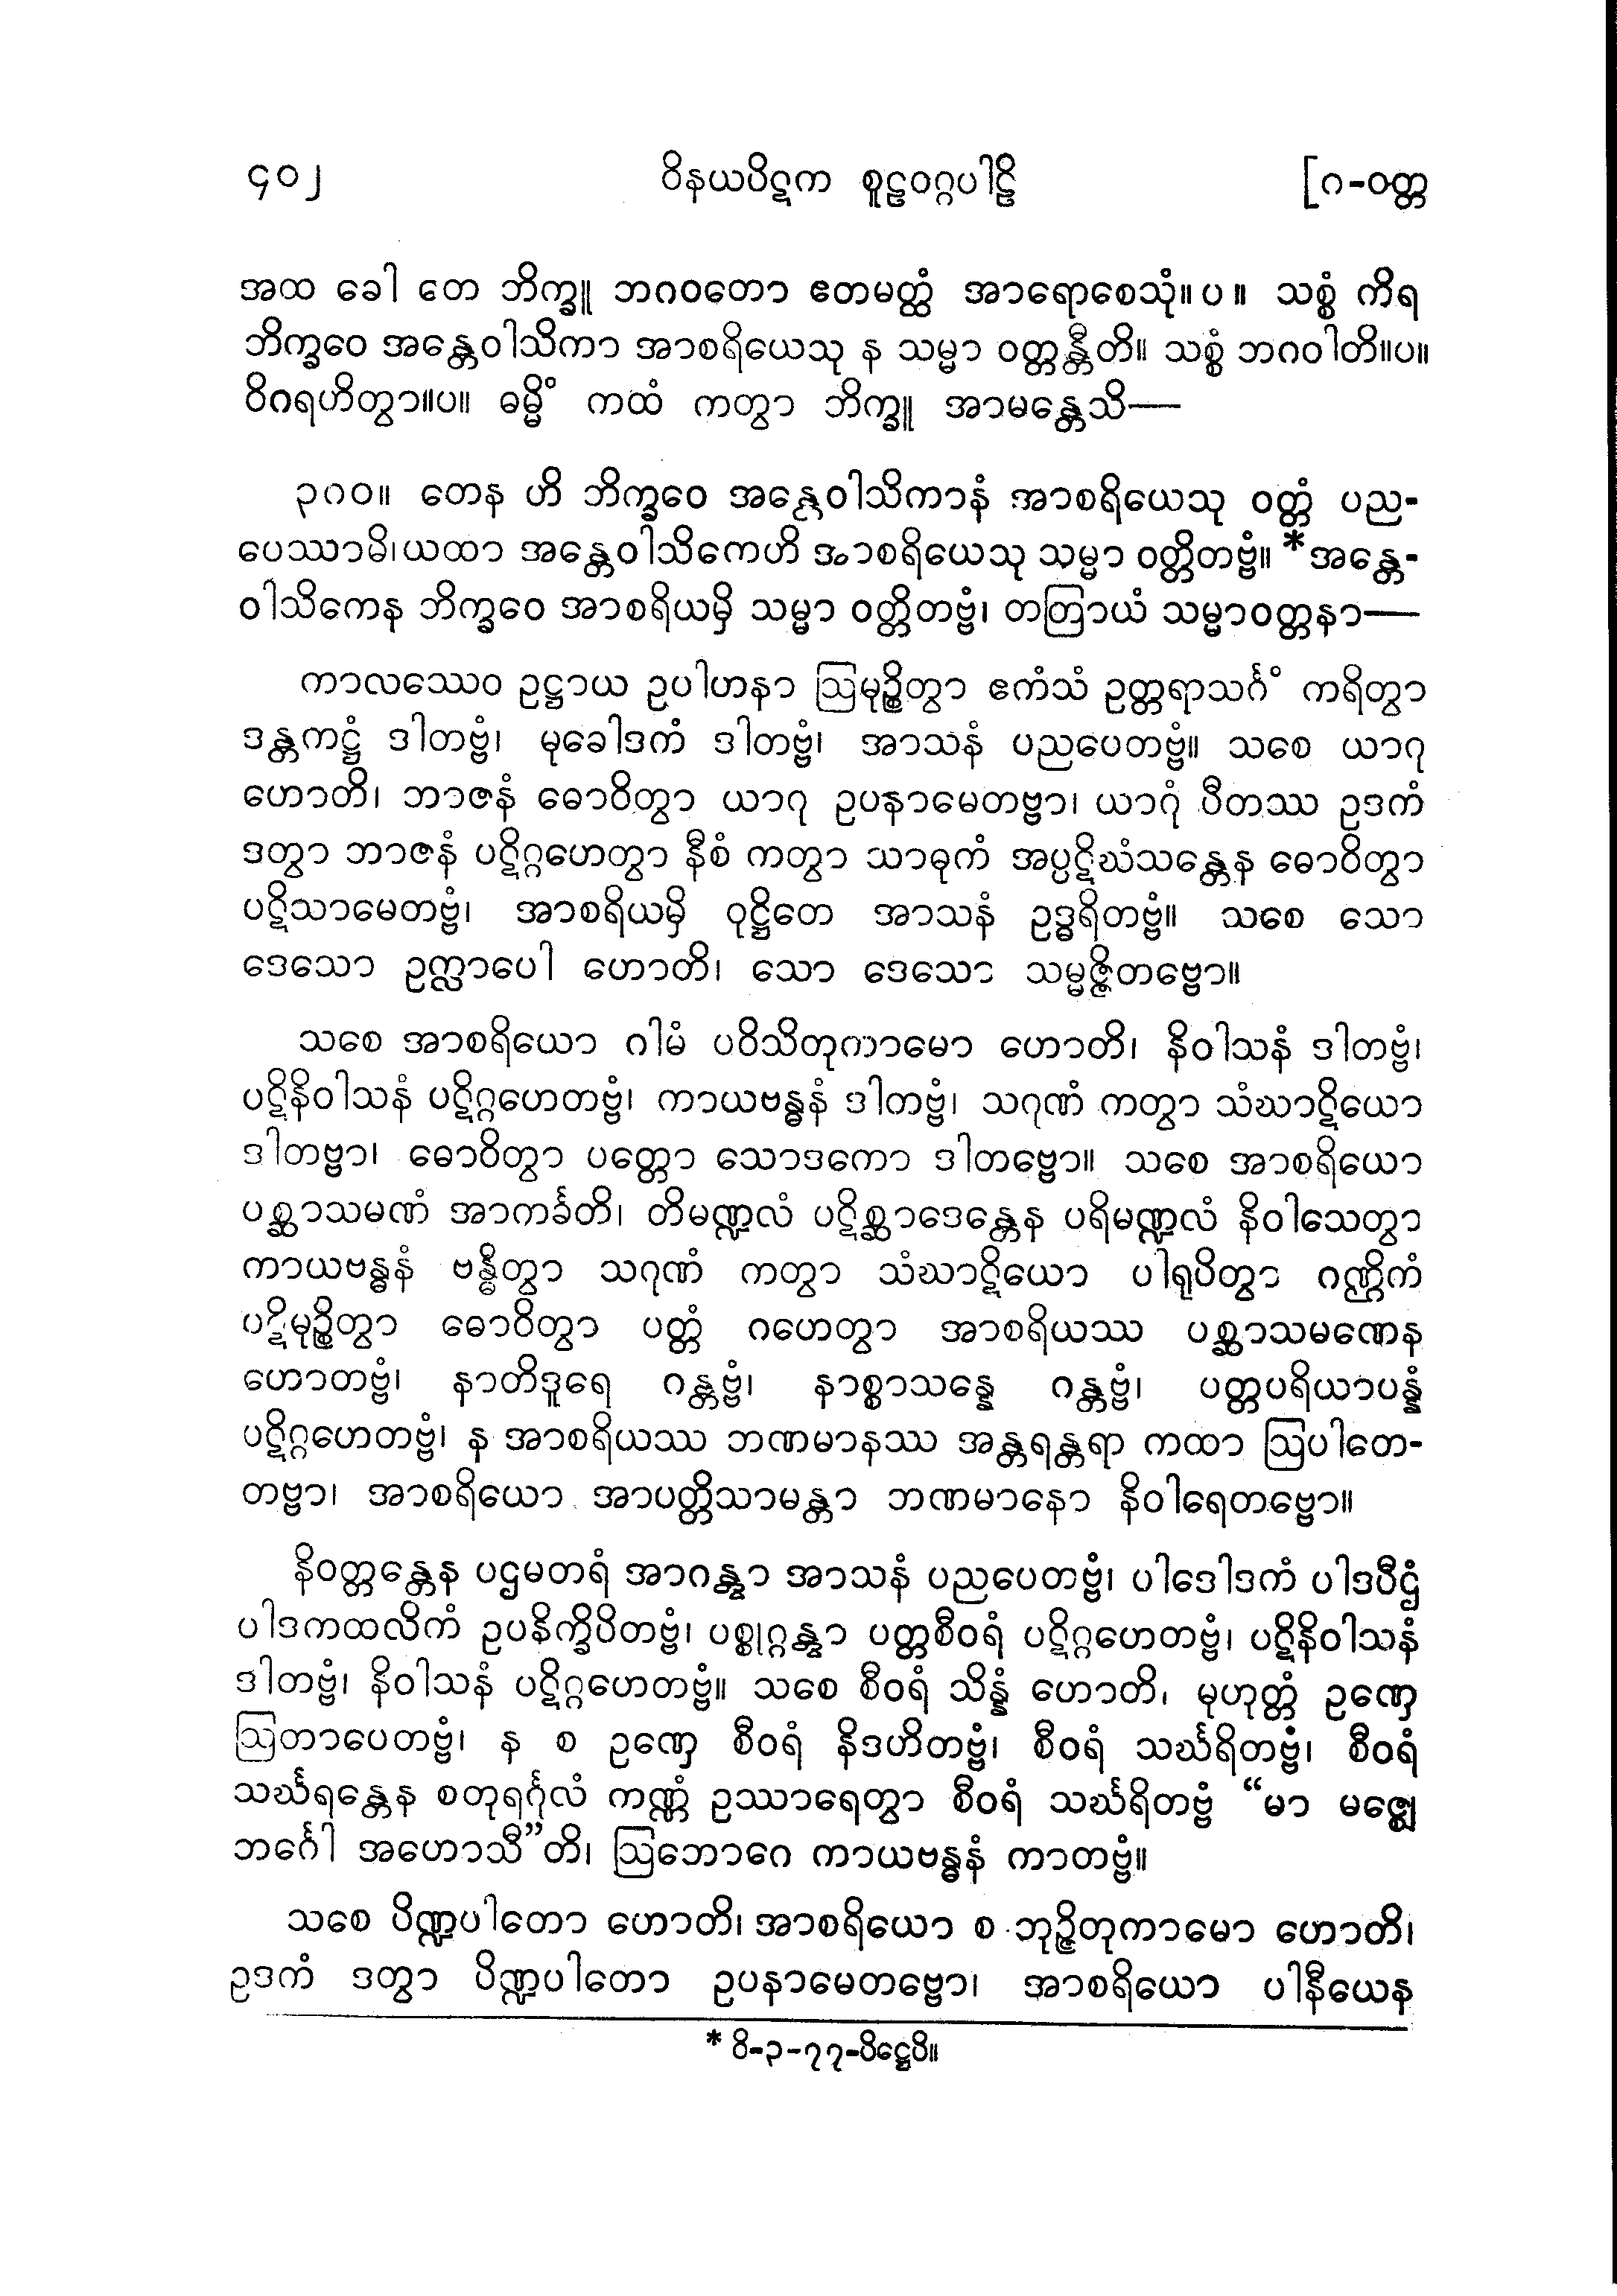 ၄၀၂ ဝိနယပိဋက စူဠဝဂ္ဂပါဠိ [၈-ဝတ္တ
အထ ခေါ တေ ဘိက္ခူ ဘဂဝတော ဧတမတ္ထံ အာရောစေသုံ။ပ။ သစ္စံ ကိရ
ဘိက္ခဝေ အန္တေဝါသိကာ အာစရိယေသု န သမ္မာ ဝတ္တန္တီတိ။ သစ္စံ ဘဂဝါတိ။ပ။
ဝိဂရဟိတွာ။ပ။ ဓမ္မိံ ကထံ ကတွာ ဘိက္ခူ အာမန္တေသိ—
၃၈၀။ တေန ဟိ ဘိက္ခဝေ အန္တေဝါသိကာနံ အာစရိယေသု ဝတ္တံ ပည-
ပေဿာမိ၊ယထာ အန္တေဝါသိကေဟိ အာစရိယေသု သမ္မာ ဝတ္တိတဗ္ဗံ။ *အန္တေ-
ဝါသိကေန ဘိက္ခဝေ အာစရိယမှိ သမ္မာ ဝတ္တိတဗ္ဗံ၊ တတြာယံ သမ္မာဝတ္တနာ—
ကာလဿေဝ ဥဋ္ဌာယ ဥပါဟနာ ဩမုဉ္စိတွာ ဧကံသံ ဥတ္တရာသင်္ဂံ ကရိတွာ
ဒန္တကဋ္ဌံ ဒါတဗ္ဗံ၊ မုခေါဒကံ ဒါတဗ္ဗံ၊ အာသနံ ပညပေတဗ္ဗံ။ သစေ ယာဂု
ဟောတိ၊ ဘာဇနံ ဓောဝိတွာ ယာဂု ဥပနာမေတဗ္ဗာ၊ ယာဂုံ ပီတဿ ဥဒကံ
ဒတွာ ဘာဇနံ ပဋိဂ္ဂဟေတွာ နီစံ ကတွာ သာဓုကံ အပ္ပဋိဃံသန္တေန ဓောဝိတွာ
ပဋိသာမေတဗ္ဗံ၊ အာစရိယမှိ ဝုဋ္ဌိတေ အာသနံ ဥဒ္ဓရိတဗ္ဗံ။ သစေ သော
ဒေသော ဥက္လာပေါ ဟောတိ၊ သော ဒေသော သမ္မဇ္ဇိတဗ္ဗော။
သစေ အာစရိယော ဂါမံ ပဝိသိတုကာမော ဟောတိ၊ နိဝါသနံ ဒါတဗ္ဗံ၊
ပဋိနိဝါသနံ ပဋိဂ္ဂဟေတဗ္ဗံ၊ ကာယဗန္ဓနံ ဒါတဗ္ဗံ၊ သဂုဏံ ကတွာ သံဃာဋိယော
ဒါတဗ္ဗာ၊ ဓောဝိတွာ ပတ္တော သောဒကော ဒါတဗ္ဗော။ သစေ အာစရိယော
ပစ္ဆာသမဏံ အာကင်္ခတိ၊ တိမဏ္ဍလံ ပဋိစ္ဆာဒေန္တေန ပရိမဏ္ဍလံ နိဝါသေတွာ
ကာယဗန္ဓနံ ဗန္ဓိတွာ သဂုဏံ ကတွာ သံဃာဋိယော ပါရုပိတွာ ဂဏ္ဌိကံ
ပဋိမုဉ္စိတွာ ဓောဝိတွာ ပတ္တံ ဂဟေတွာ အာစရိယဿ ပစ္ဆာသမဏေန
ဟောတဗ္ဗံ၊ နာတိဒူရေ ဂန္တဗ္ဗံ၊ နာစ္စာသန္နေ ဂန္တဗ္ဗံ၊ ပတ္တပရိယာပန္နံ
ပဋိဂ္ဂဟေတဗ္ဗံ၊ န အာစရိယဿ ဘဏမာနဿ အန္တရန္တရာ ကထာ ဩပါတေ-
တဗ္ဗာ၊ အာစရိယော အာပတ္တိသာမန္တာ ဘဏမာနော နိဝါရေတဗ္ဗော။
နိဝတ္တန္တေန ပဌမတရံ အာဂန္တွာ အာသနံ ပညပေတဗ္ဗံ၊ ပါဒေါဒကံ ပါဒပီဌံ
ပါဒကထလိကံ ဥပနိက္ခိပိတဗ္ဗံ၊ ပစ္စုဂ္ဂန္တွာ ပတ္တစီဝရံ ပဋိဂ္ဂဟေတဗ္ဗံ၊ ပဋိနိဝါသနံ
ဒါတဗ္ဗံ၊ နိဝါသနံ ပဋိဂ္ဂဟေတဗ္ဗံ။ သစေ စီဝရံ သိန္နံ ဟောတိ၊ မုဟုတ္တံ ဥဏှေ
ဩတာပေတဗ္ဗံ၊ န စ ဥဏှေ စီဝရံ နိဒဟိတဗ္ဗံ၊ စီဝရံ သင်္ဃရိတဗ္ဗံ၊ စီဝရံ
သင်္ဃရန္တေန စတုရင်္ဂုလံ ကဏ္ဏံ ဥဿာရေတွာ စီဝရံ သင်္ဃရိတဗ္ဗံ “မာ မဇ္ဈေ
ဘင်္ဂေါ အဟောသီ”တိ၊ ဩဘောဂေ ကာယဗန္ဓနံ ကာတဗ္ဗံ။
သစေ ပိဏ္ဍပါတော ဟောတိ၊ အာစရိယော စ ဘုဉ္ဇိတုကာမော ဟောတိ၊
ဥဒကံ ဒတွာ ပိဏ္ဍပါတော ဥပနာမေတဗ္ဗော၊ အာစရိယော ပါနီယေန
* ဝိ-၃-၇၇-ပိဋ္ဌေပိ။